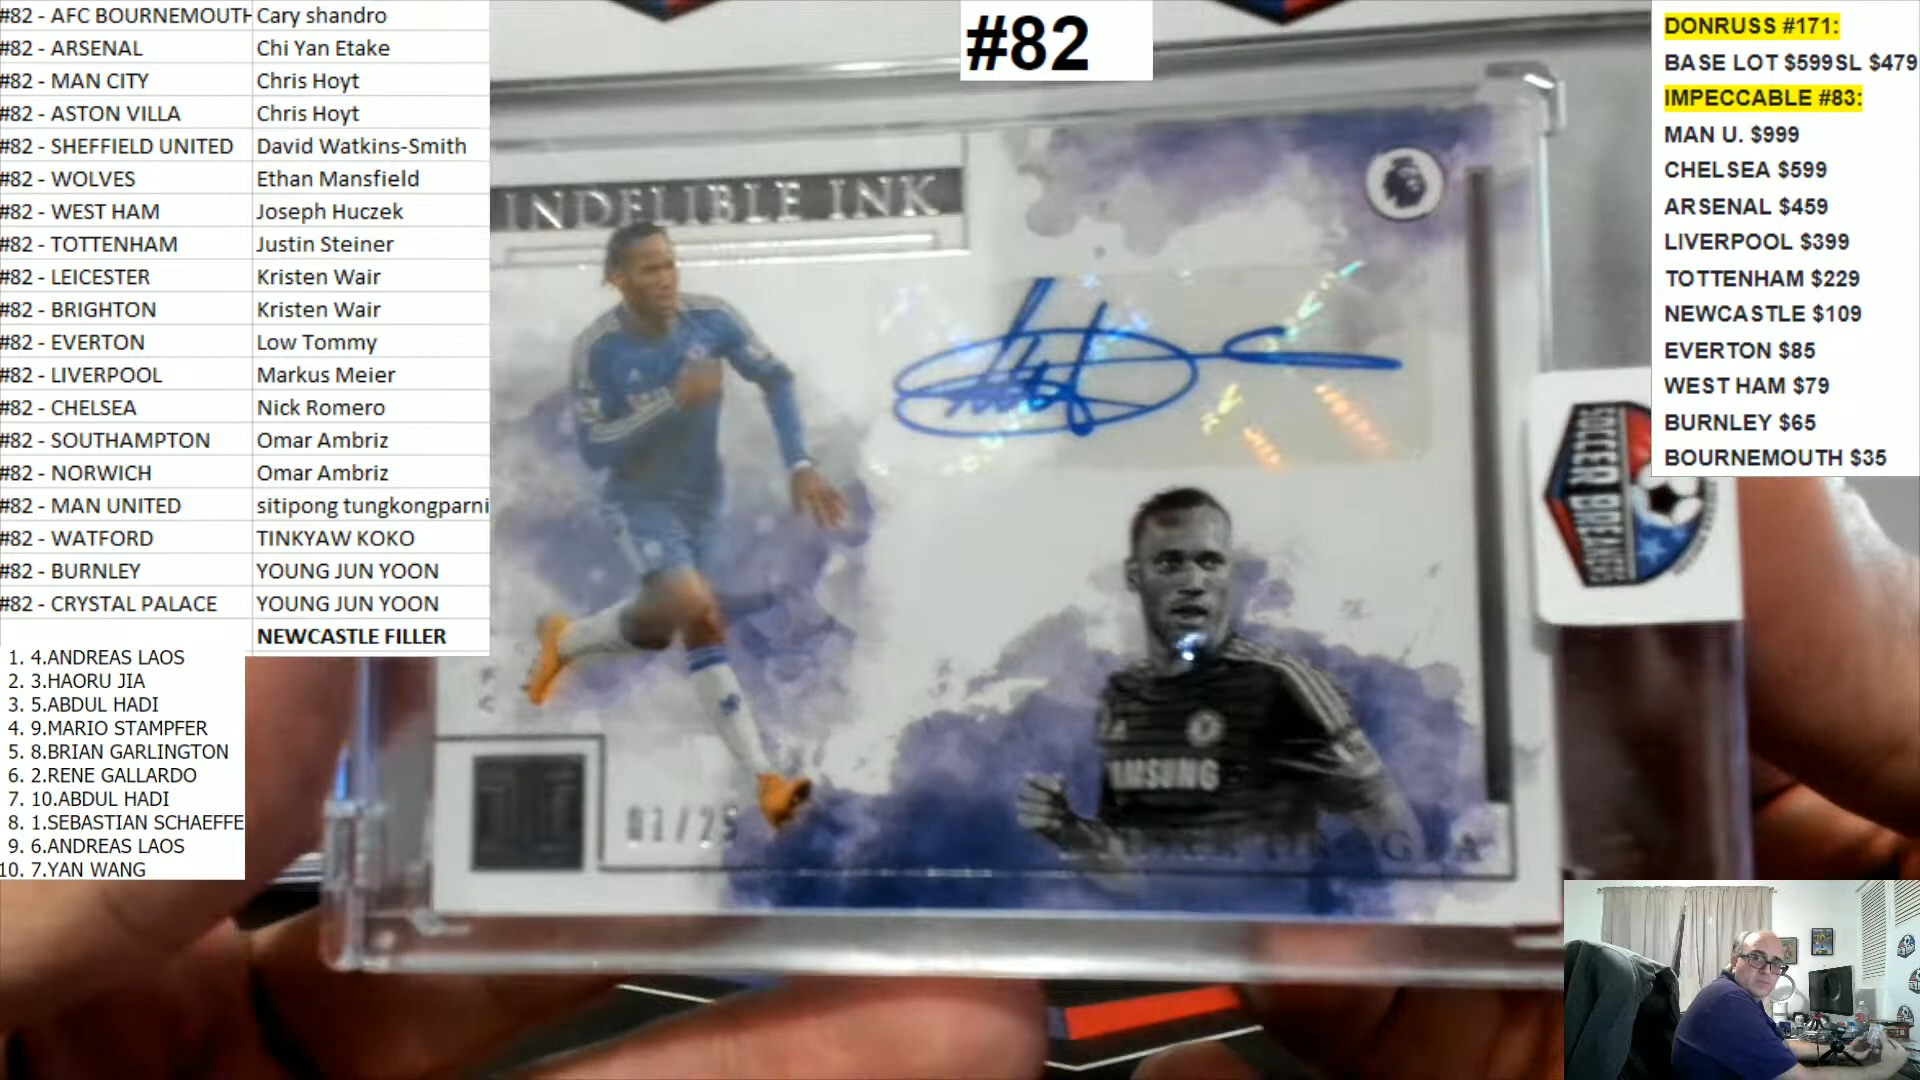 #82 - AFC BOURNEMOUTH Cary shandro
#82 - ARSENAL Chi Yan Etake
#82 - MAN CITY Chris Hoyt
#82 - ASTON VILLA Chris Hoyt
#82 - SHEFFIELD UNITED David Watkins-Smith
#82 - WOLVES Ethan Mansfield
#82 - WEST HAM Joseph Huczek
#82 - TOTTENHAM Justin Steiner
#82 - LEICESTER Kristen Wair
#82 - BRIGHTON Kristen Wair
#82 - EVERTON Low Tommy
#82 - LIVERPOOL Markus Meier
#82 - CHELSEA Nick Romero
#82 - SOUTHAMPTON Omar Ambriz
#82 - NORWICH Omar Ambriz
#82 - MAN UNITED sitipong tungkongparni
#82 - WATFORD TINKYAW KOKO
#82 - BURNLEY YOUNG JUN YOON
#82 - CRYSTAL PALACE YOUNG JUN YOON
NEWCASTLE FILLER
1. 4.ANDREAS LAOS
2. 3.HAORU JIA
3. 5.ABDUL HADI
4. 9.MARIO STAMPFER
5. 8.BRIAN GARLINGTON
6. 2.RENE GALLARDO
7. 10.ABDUL HADI
8. 1.SEBASTIAN SCHAEFFE
9. 6.ANDREAS LAOS
10. 7.YAN WANG
#82
INDELIBLE INK
SAMSUNG
01/25
DONRUSS #171:
BASE LOT $599SL $479
IMPECCABLE #83:
MAN U. $999
CHELSEA $599
ARSENAL $459
LIVERPOOL $399
TOTTENHAM $229
NEWCASTLE $109
EVERTON $85
WEST HAM $79
BURNLEY $65
BOURNEMOUTH $35
SOCCER BREAKERS